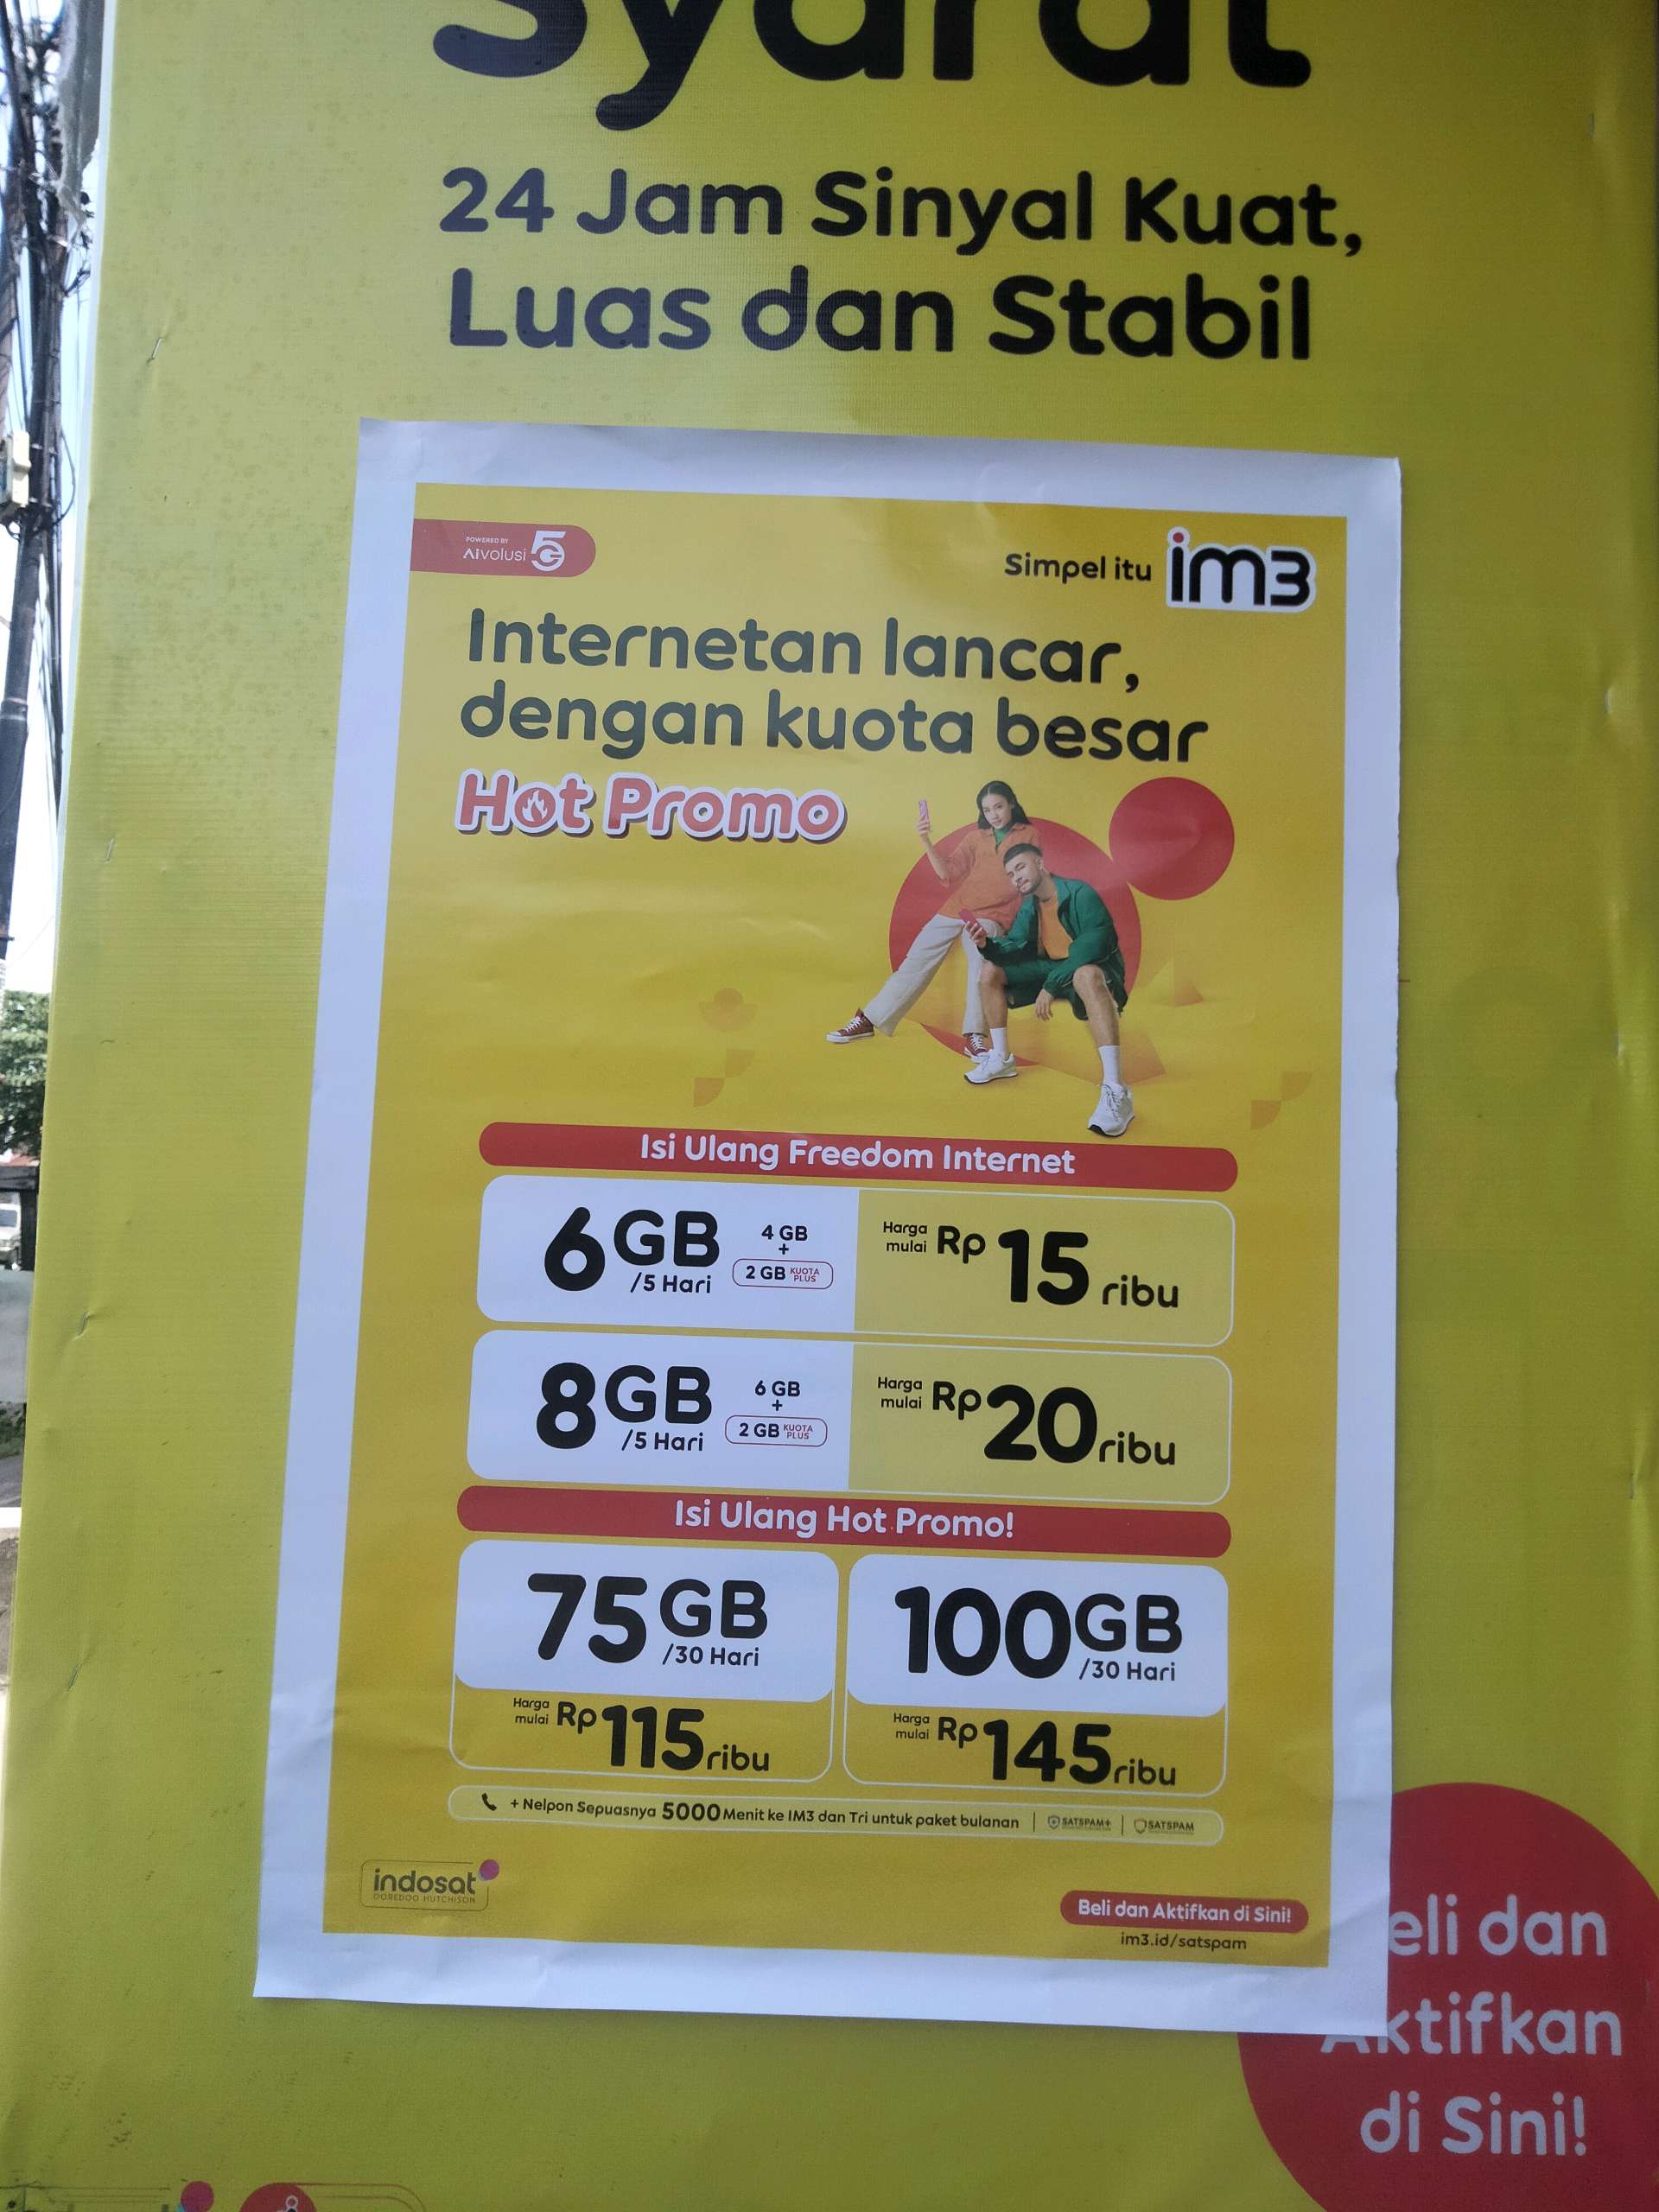 Syarat
24 Jam Sinyal Kuat,
Luas dan Stabil
POWERED BY
AIvolusi 5G
Simpel itu im3
Internetan lancar,
dengan kuota besar
Hot Promo
Isi Ulang Freedom Internet
6GB
/5 Hari
4 GB
+
2 GB KUOTA PLUS
Harga mulai Rp 15 ribu
8GB
/5 Hari
6 GB
+
2 GB KUOTA PLUS
Harga mulai Rp 20 ribu
Isi Ulang Hot Promo!
75GB
/30 Hari
Harga mulai Rp 115 ribu
100GB
/30 Hari
Harga mulai Rp 145 ribu
+ Nelpon Sepuasnya 5000 Menit ke IM3 dan Tri untuk paket bulanan | SATSPAM+ | SATSPAM
indosat
OOREDOO HUTCHISON
Beli dan Aktifkan di Sini!
im3.id/satspam
eli dan
Aktifkan
di Sini!